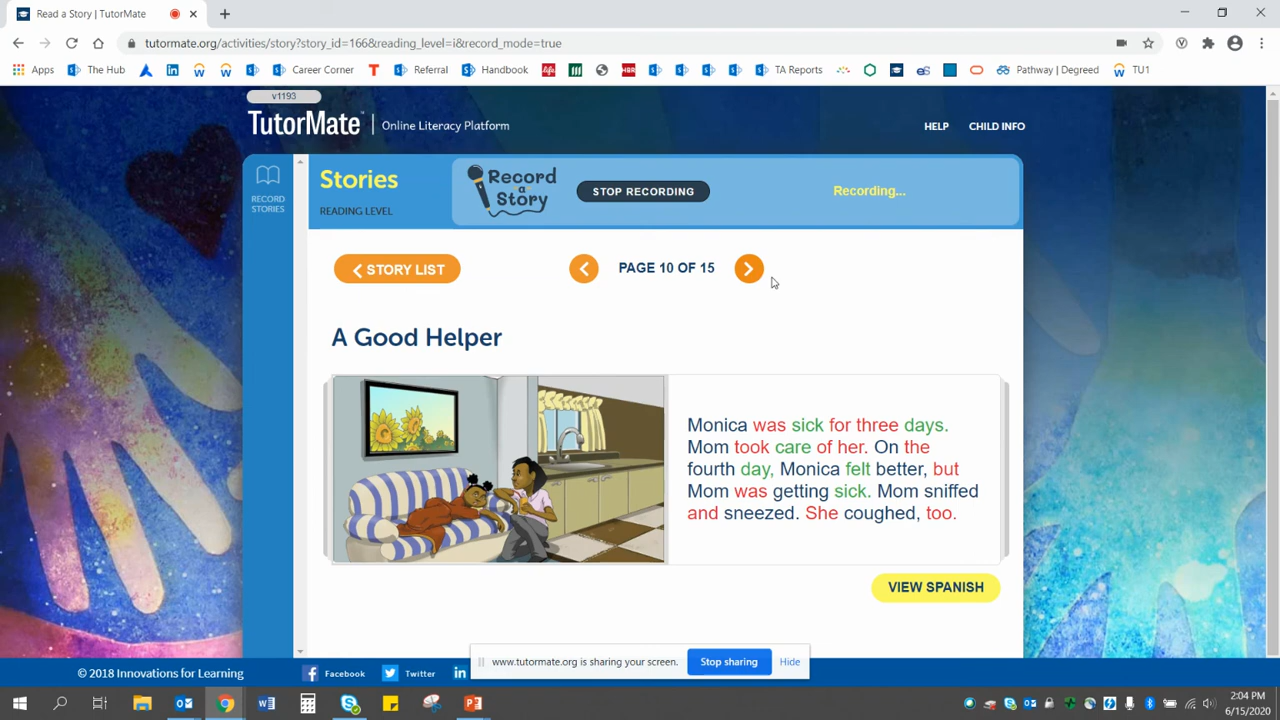 Read a Story | TutorMate
tutormate.org/activities/story?story_id=166&reading_level=i&record_mode=true
Apps The Hub Career Corner Referral Handbook TA Reports Pathway | Degreed TU1
v1193
TutorMate | Online Literacy Platform
HELP CHILD INFO
RECORD
STORIES
Stories
READING LEVEL
Record
a
Story
STOP RECORDING
Recording...
STORY LIST
PAGE 10 OF 15
A Good Helper
Monica was sick for three days.
Mom took care of her. On the
fourth day, Monica felt better, but
Mom was getting sick. Mom sniffed
and sneezed. She coughed, too.
VIEW SPANISH
www.tutormate.org is sharing your screen. Stop sharing Hide
© 2018 Innovations for Learning Facebook Twitter
2:04 PM
6/15/2020